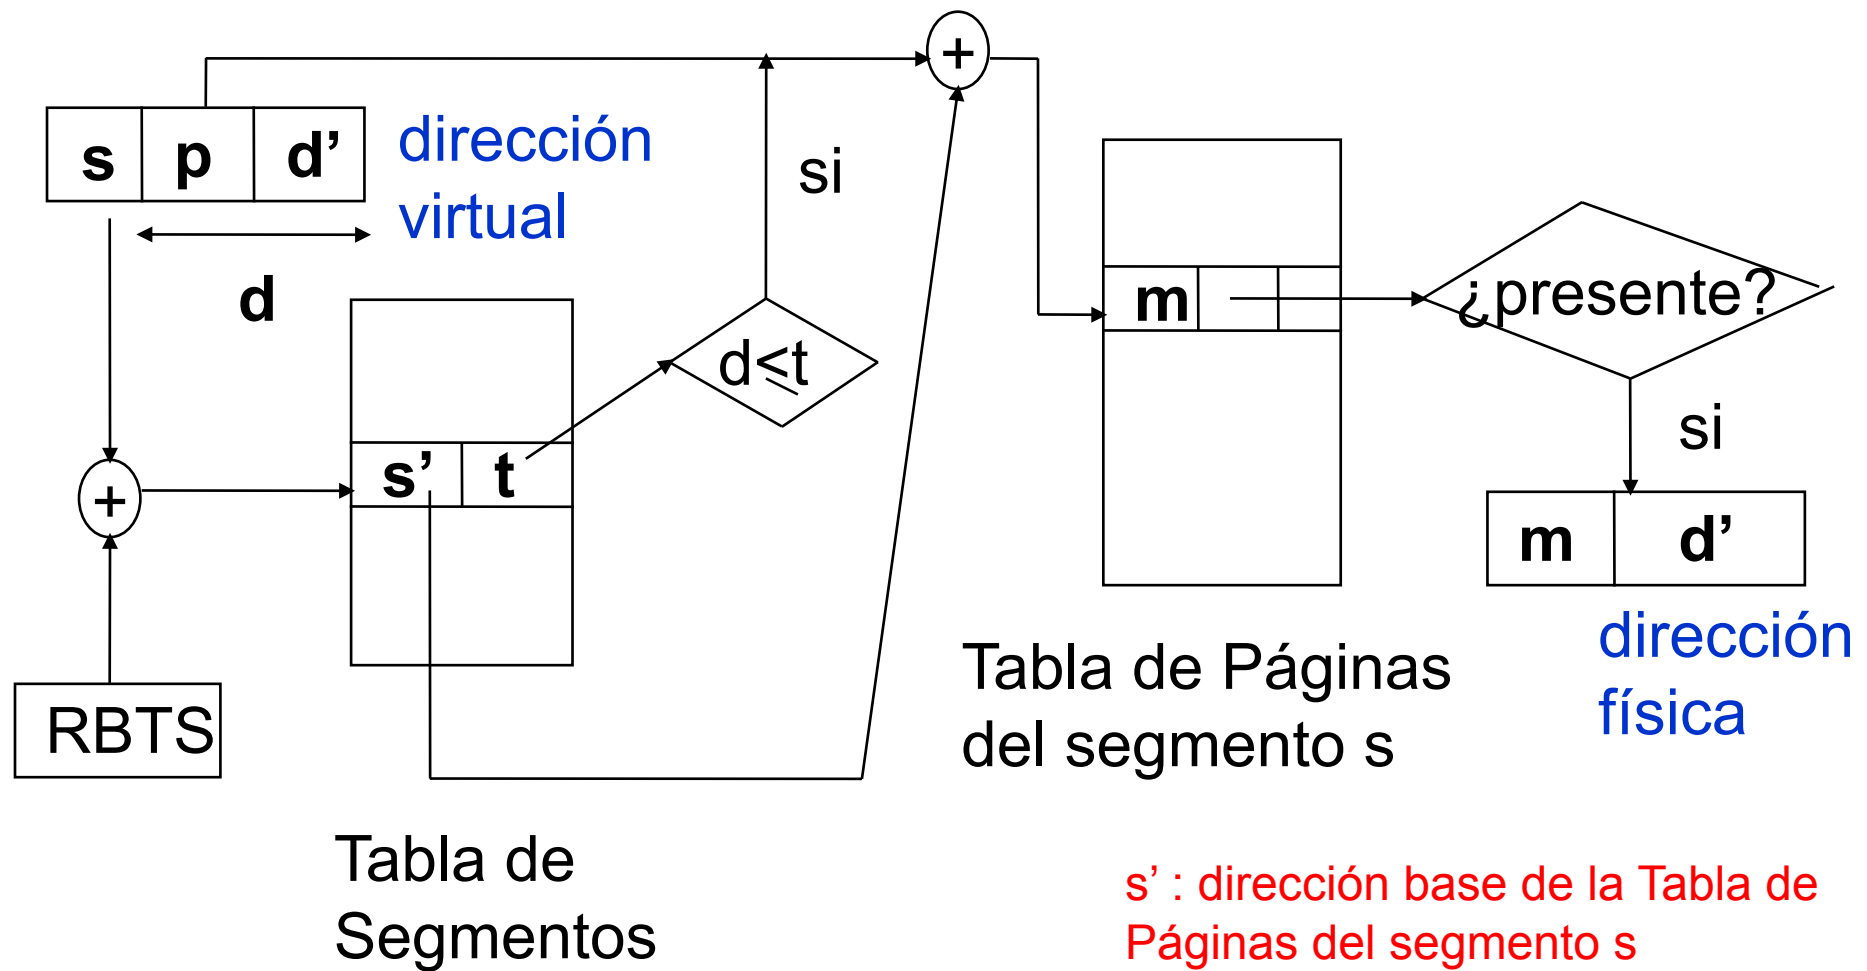 +
s p d’
dirección
virtual
si
d
m
¿presente?
d≤t
si
s’ t
+
m d’
RBTS
dirección
física
Tabla de Páginas
del segmento s
Tabla de
Segmentos
s’ : dirección base de la Tabla de
Páginas del segmento s